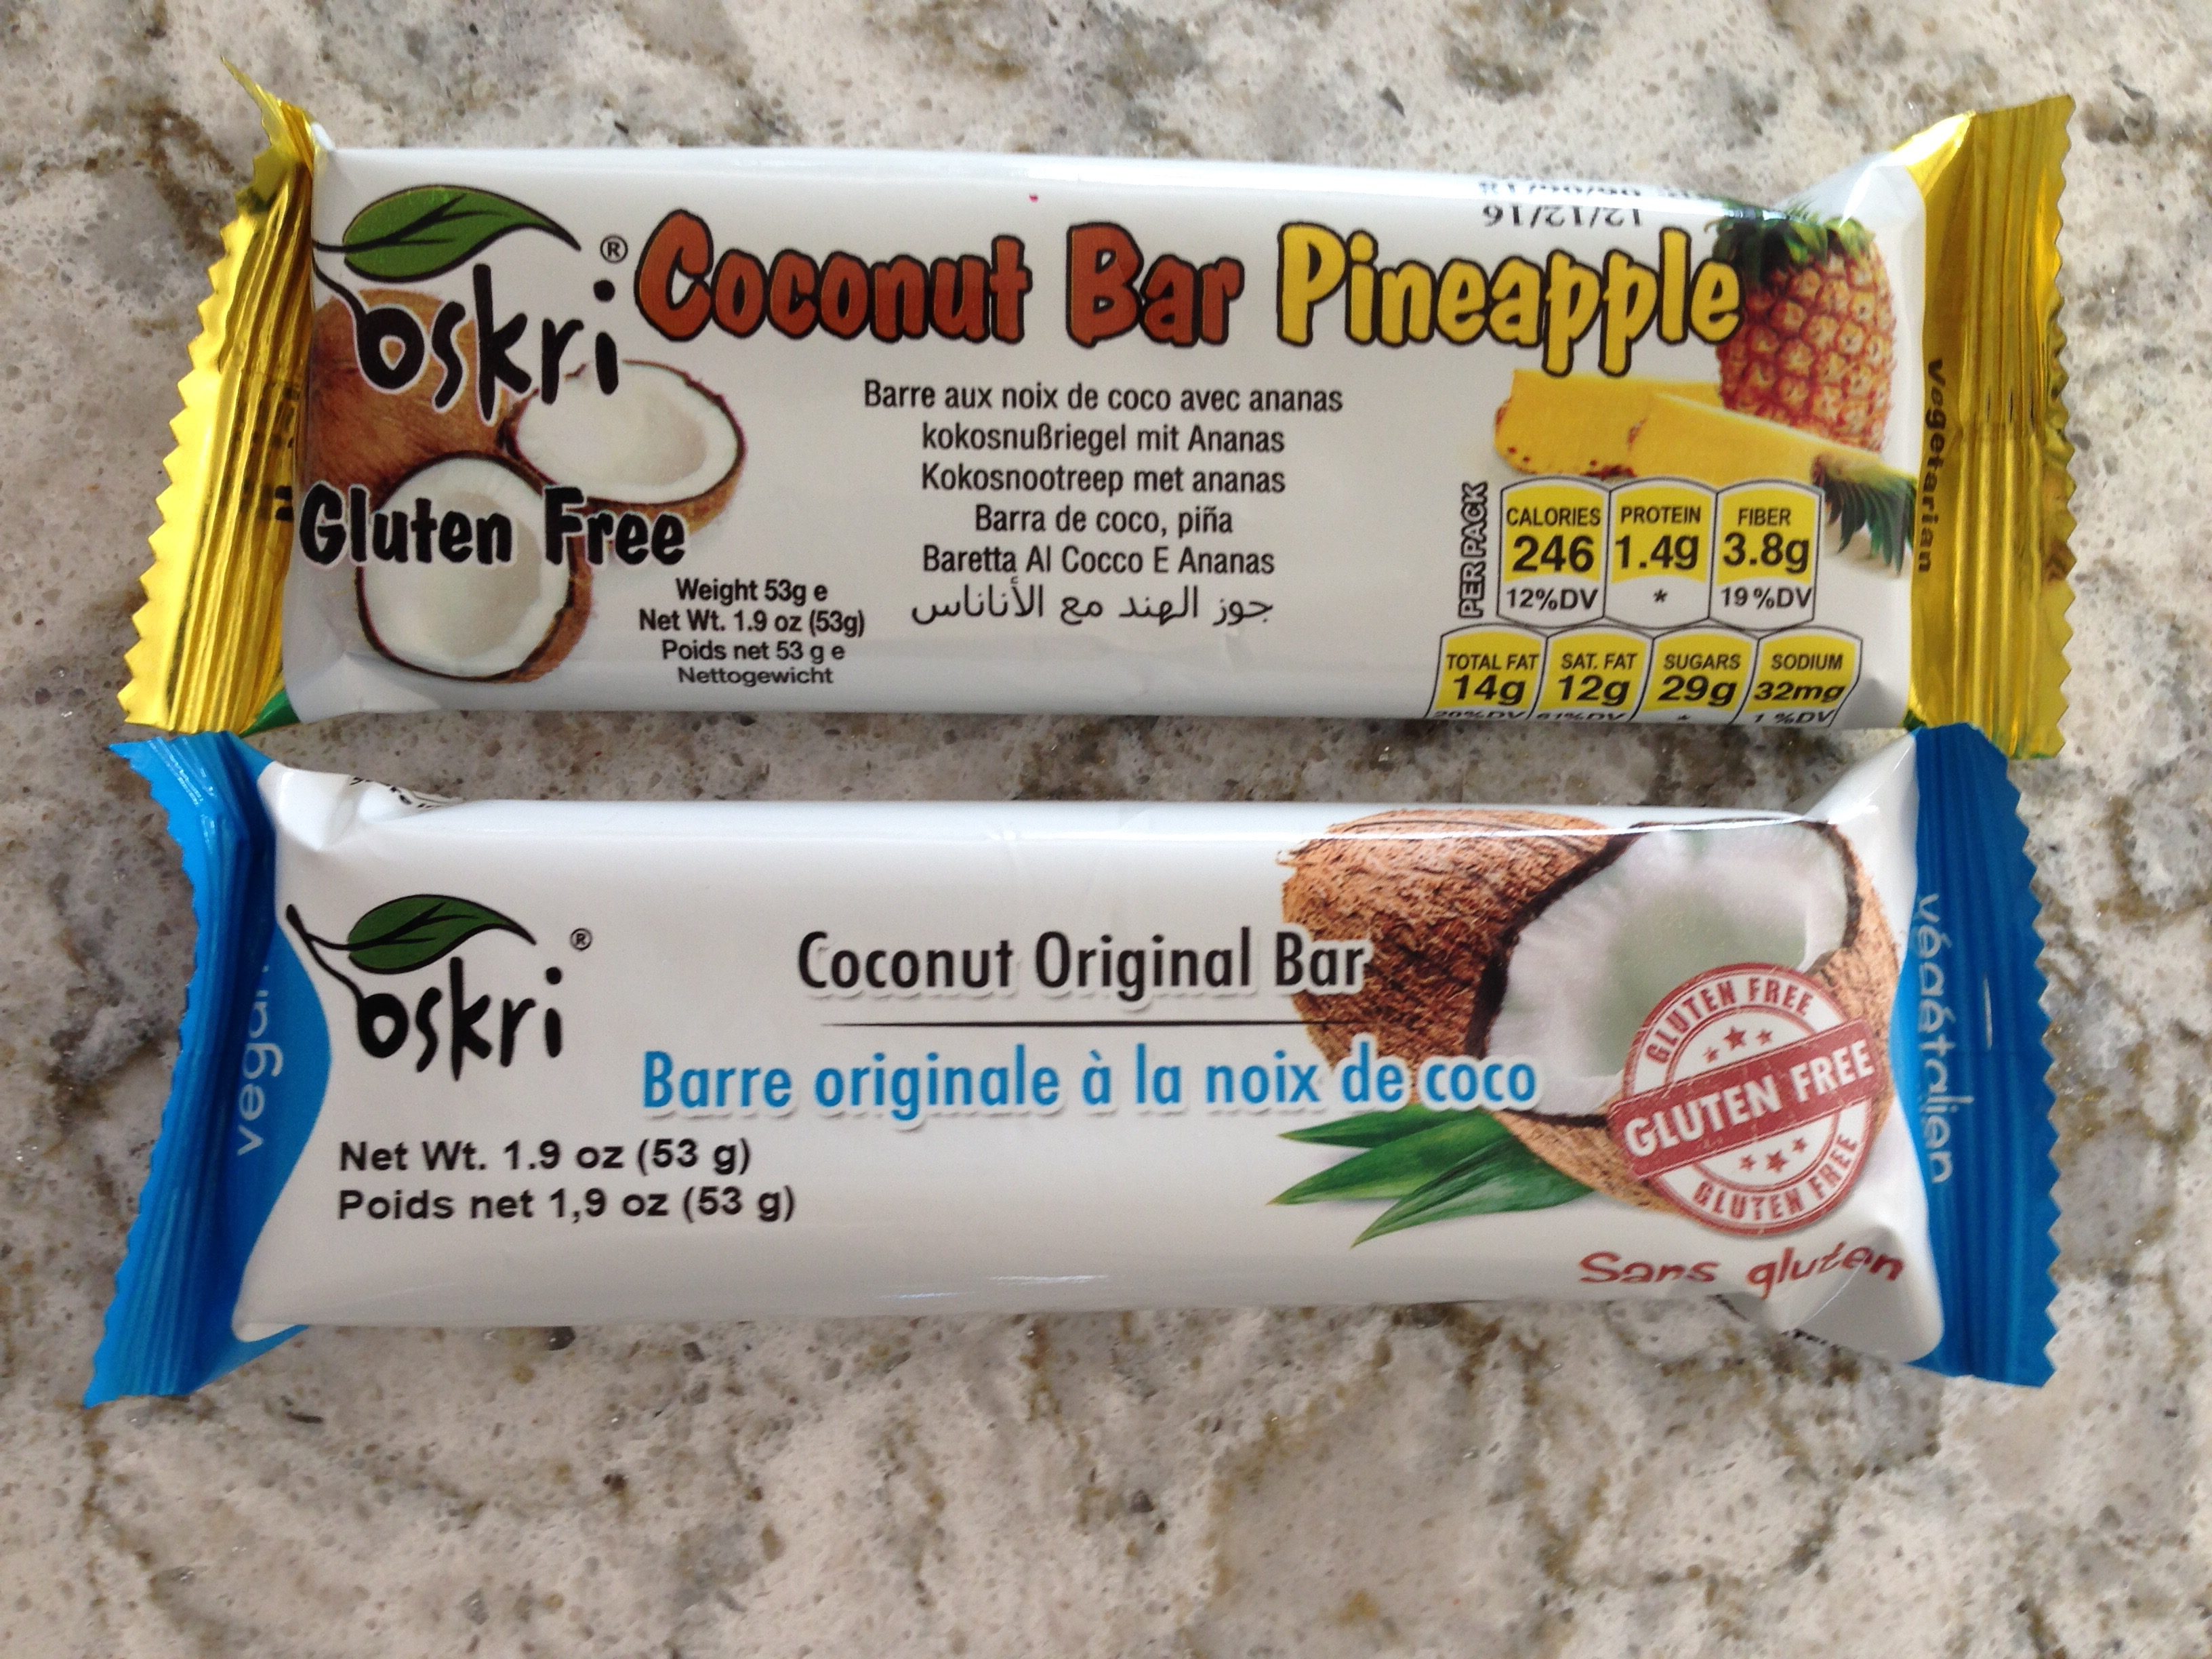 12/12/16
oskri®
Coconut Bar Pineapple
Barre aux noix de coco avec ananas
kokosnußriegel mit Ananas
Kokosnootreep met ananas
Barra de coco, piña
Baretta Al Cocco E Ananas
جوز الهند مع الأناناس
Gluten Free
Weight 53g e
Net Wt. 1.9 oz (53g)
Poids net 53 g e
Nettogewicht
PER PACK
CALORIES PROTEIN FIBER
246 1.4g 3.8g
12%DV * 19%DV
TOTAL FAT SAT. FAT SUGARS SODIUM
14g 12g 29g 32mg
20%DV 61%DV * 1 %DV
Vegetarian
vegan
oskri®
Coconut Original Bar
Barre originale à la noix de coco
Net Wt. 1.9 oz (53 g)
Poids net 1,9 oz (53 g)
GLUTEN FREE
GLUTEN FREE
GLUTEN FREE
Sans gluten
végétalien